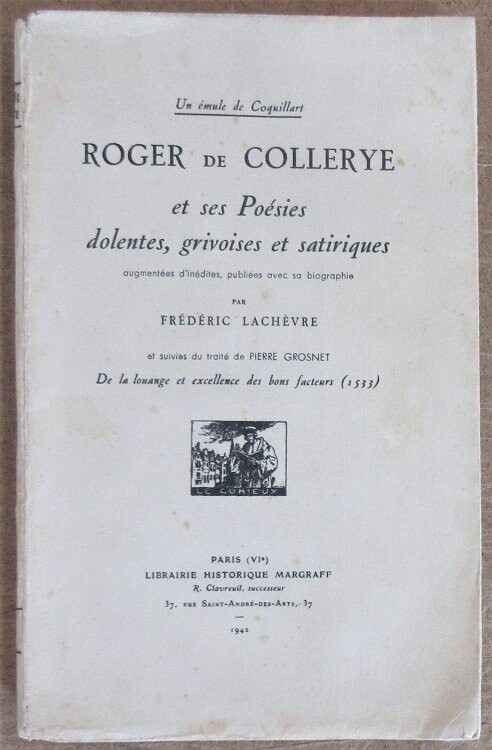 Un émule de Coquillart
ROGER DE COLLERYE
et ses Poésies
dolentes, grivoises et satiriques
augmentées d'inédites, publiées avec sa biographie
PAR
FRÉDÉRIC LACHÈVRE
et suivies du traité de PIERRE GROSNET
De la louange et excellence des bons facteurs (1533)
LE CURIEUX
PARIS (VIe)
LIBRAIRIE HISTORIQUE MARGRAFF
R. Clavreuil, successeur
37, RUE SAINT-ANDRÉ-DES-ARTS, 37
1942